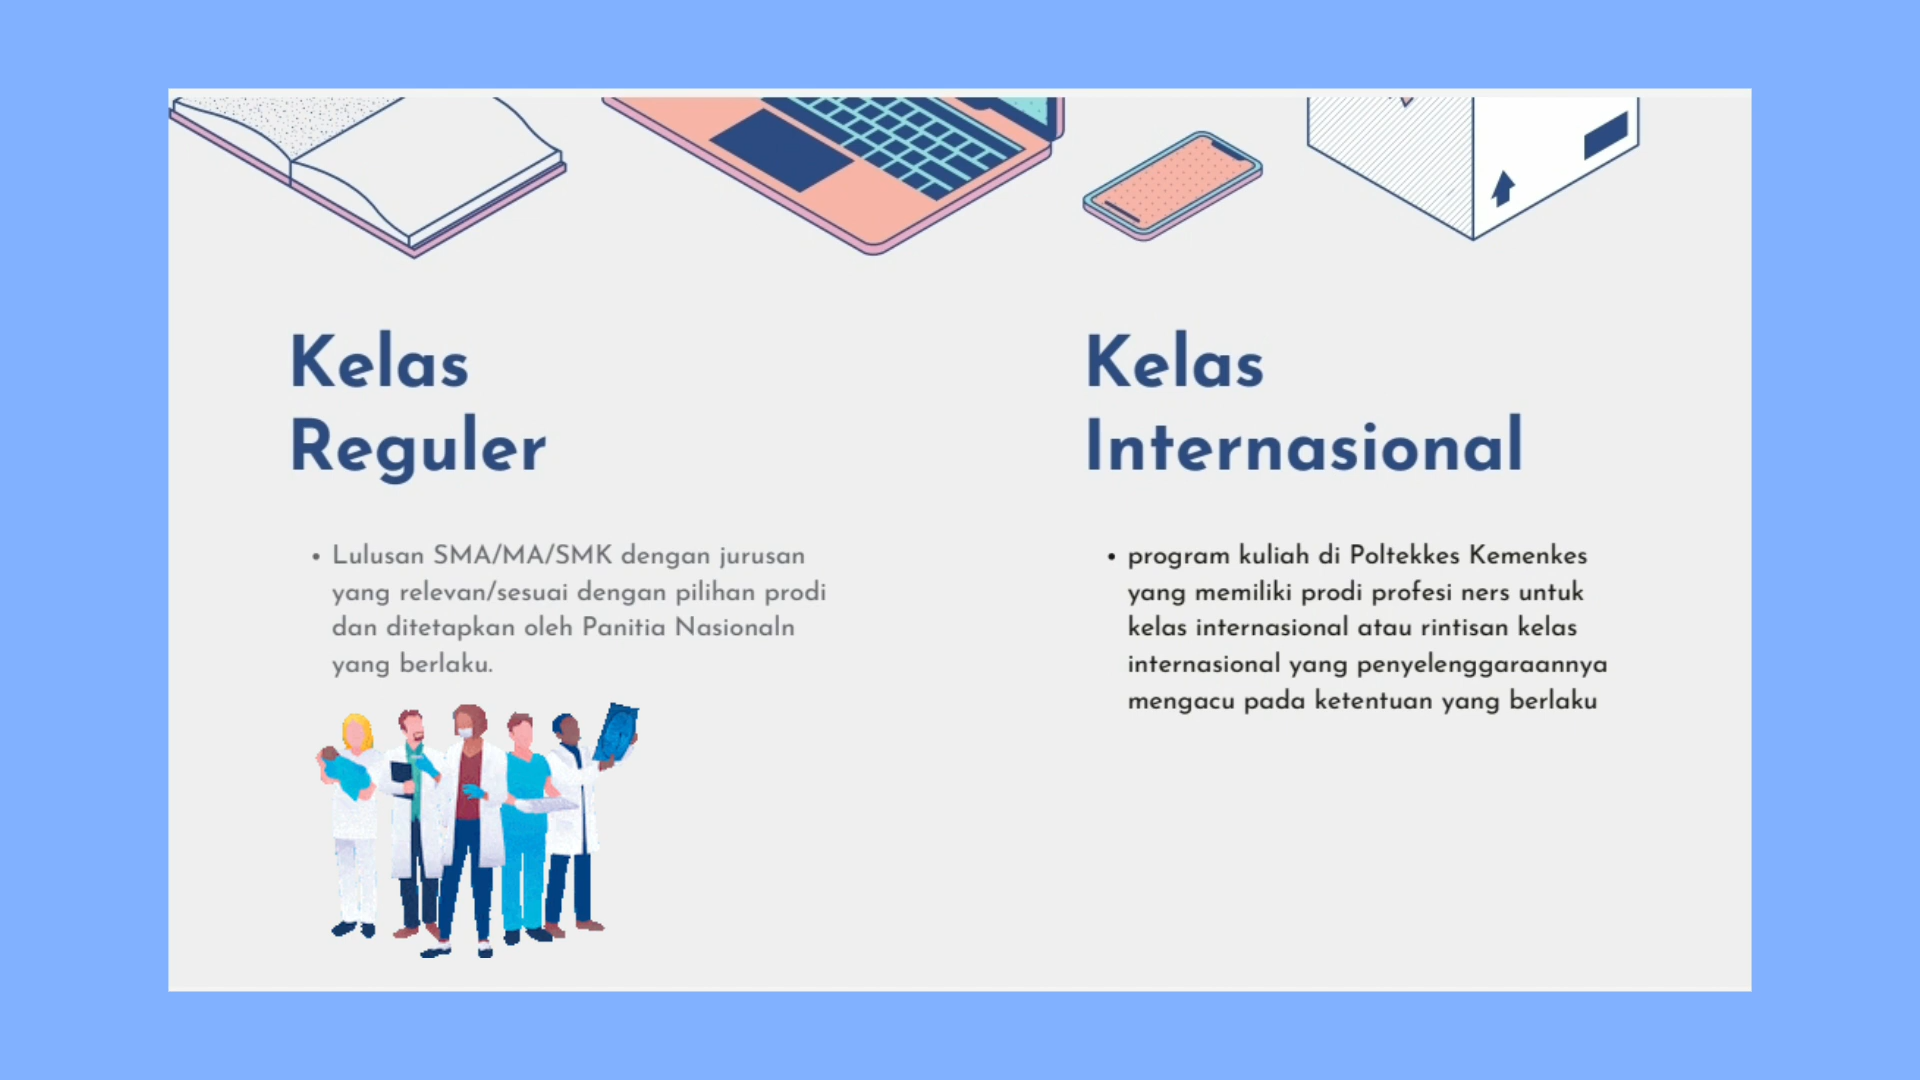 Kelas
Reguler
• Lulusan SMA/MA/SMK dengan jurusan
yang relevan/sesuai dengan pilihan prodi
dan ditetapkan oleh Panitia Nasionaln
yang berlaku.
Kelas
Internasional
• program kuliah di Poltekkes Kemenkes
yang memiliki prodi profesi ners untuk
kelas internasional atau rintisan kelas
internasional yang penyelenggaraannya
mengacu pada ketentuan yang berlaku